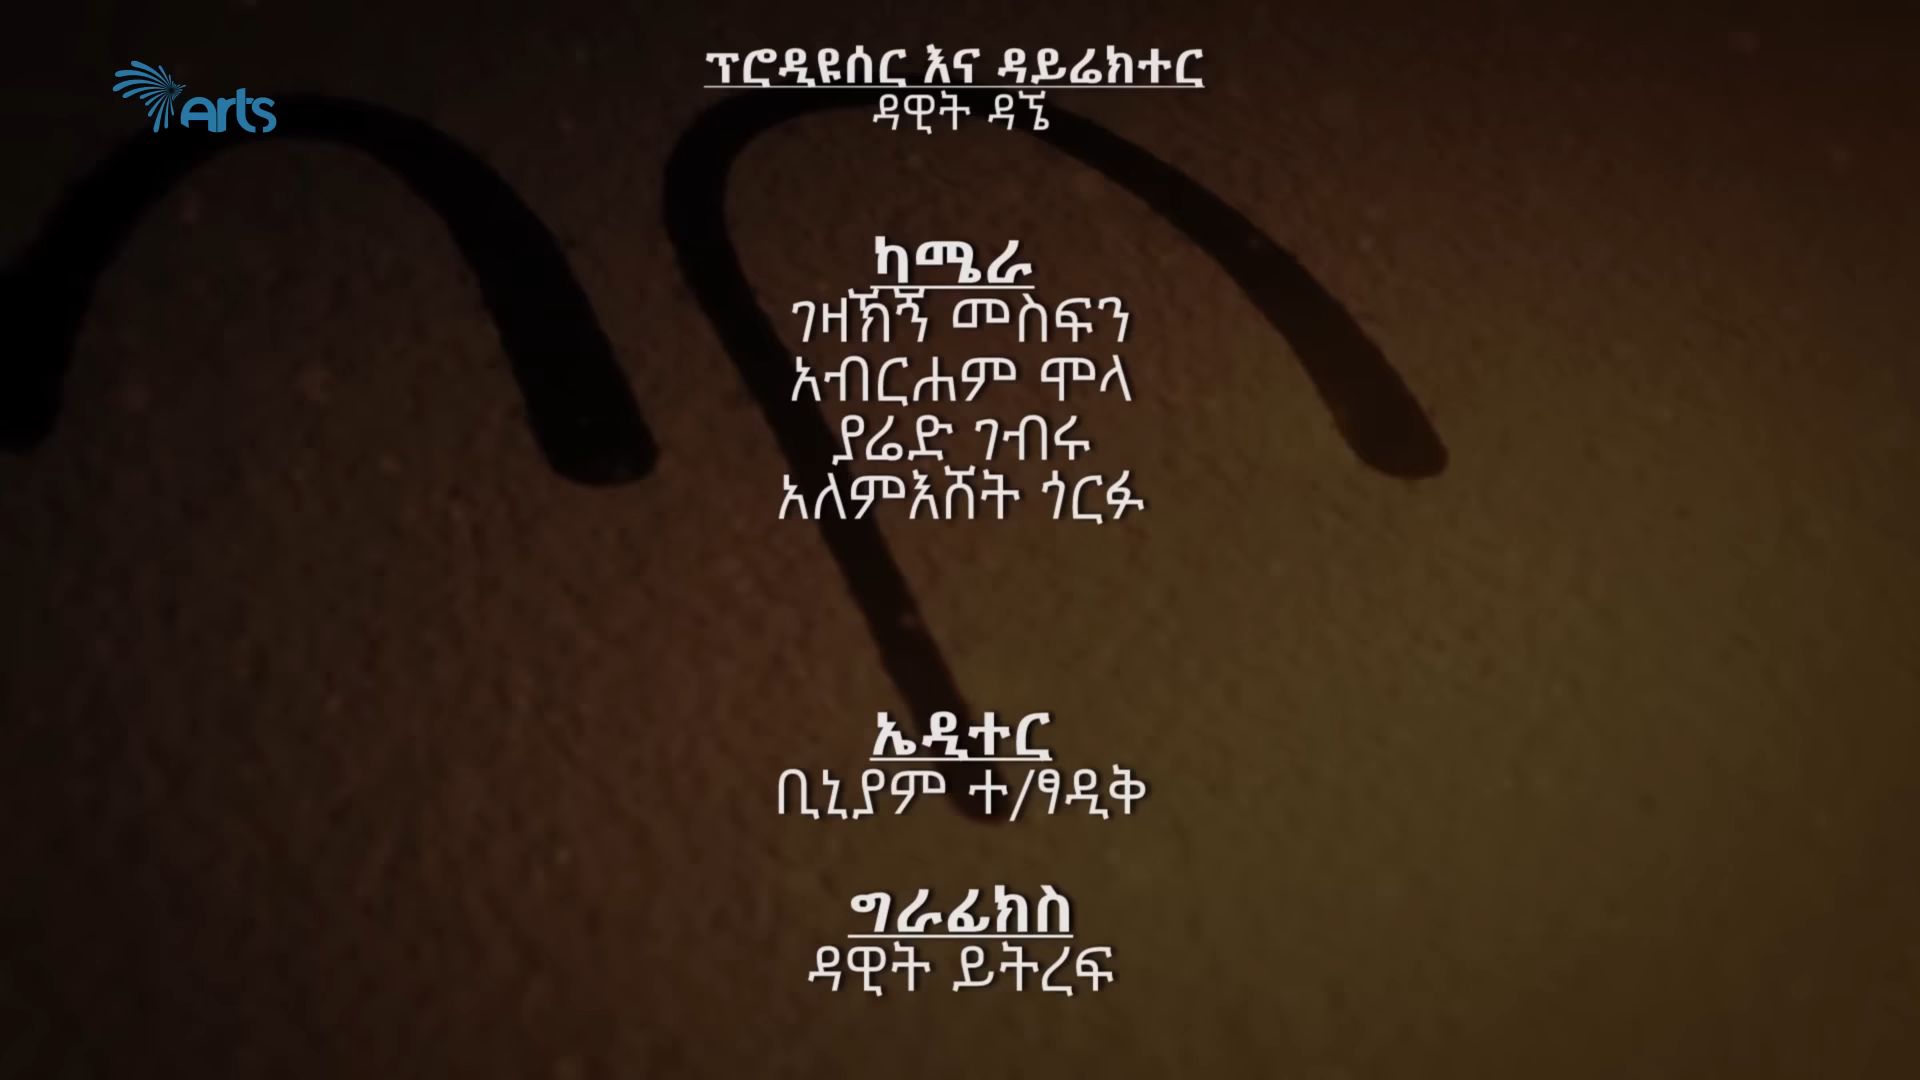 Arts
ፕሮዲዩሰር እና ዳይሬክተር
ዳዊት ዳኜ
ካሜራ
ገዛኽኝ መስፍን
አብርሐም ሞላ
ያሬድ ገብሩ
አለምእሸት ጎርፉ
ኤዲተር
ቢኒያም ተ/ፃዲቅ
ግራፊክስ
ዳዊት ይትረፍ